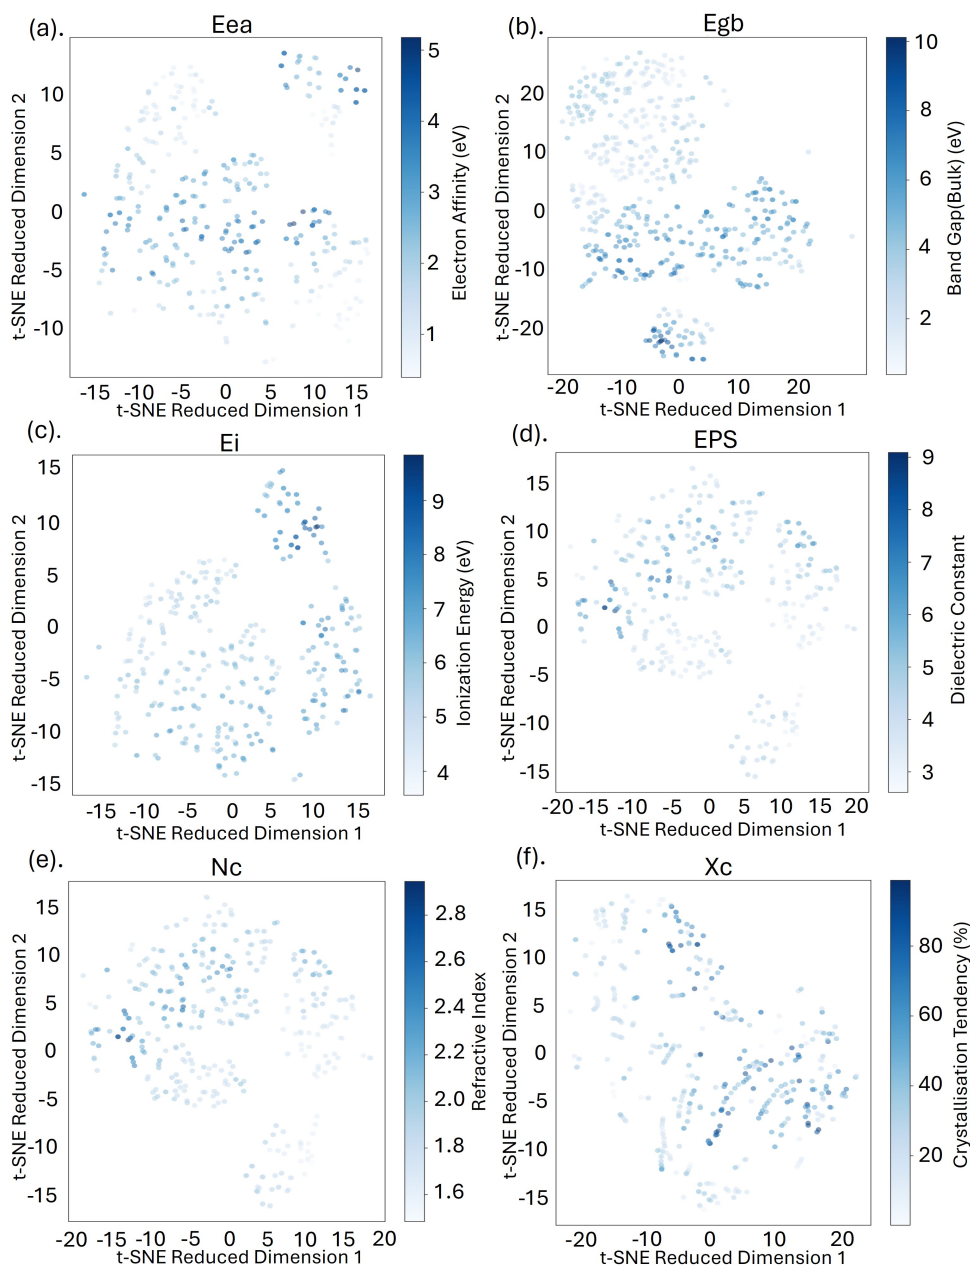 (a).
Eea
t-SNE Reduced Dimension 2
10
5
0
-5
-10
-15 -10 -5 0 5 10 15
t-SNE Reduced Dimension 1
5
4
3
2
1
Electron Affinity (eV)
(b).
Egb
t-SNE Reduced Dimension 2
20
10
0
-10
-20
-20 -10 0 10 20
t-SNE Reduced Dimension 1
10
8
6
4
2
Band Gap(Bulk) (eV)
(c).
Ei
t-SNE Reduced Dimension 2
15
10
5
0
-5
-10
-15
-15 -10 -5 0 5 10 15
t-SNE Reduced Dimension 1
9
8
7
6
5
4
Ionization Energy (eV)
(d).
EPS
t-SNE Reduced Dimension 2
15
10
5
0
-5
-10
-15
-20 -15 -10 -5 0 5 10 15 20
t-SNE Reduced Dimension 1
9
8
7
6
5
4
3
Dielectric Constant
(e).
Nc
t-SNE Reduced Dimension 2
15
10
5
0
-5
-10
-15
-20 -15 -10 -5 0 5 10 15 20
t-SNE Reduced Dimension 1
2.8
2.6
2.4
2.2
2.0
1.8
1.6
Refractive Index
(f).
Xc
t-SNE Reduced Dimension 2
15
10
5
0
-5
-10
-15
-20 -10 0 10 20
t-SNE Reduced Dimension 1
80
60
40
20
Crystallisation Tendency (%)